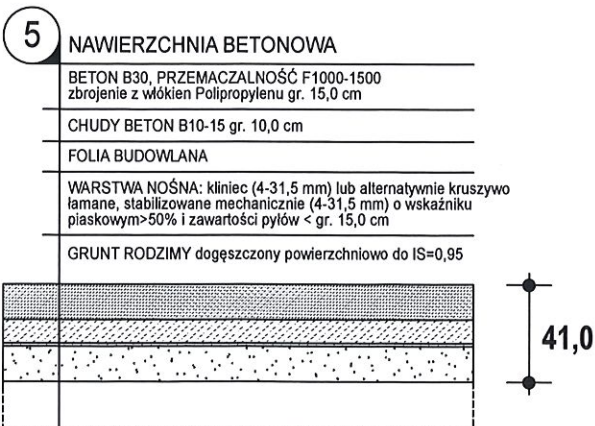 5
NAWIERZCHNIA BETONOWA
BETON B30, PRZEMACZALNOŚĆ F1000-1500
zbrojenie z włókien Polipropylenu gr. 15,0 cm
CHUDY BETON B10-15 gr. 10,0 cm
FOLIA BUDOWLANA
WARSTWA NOŚNA: kliniec (4-31,5 mm) lub alternatywnie kruszywo
łamane, stabilizowane mechanicznie (4-31,5 mm) o wskaźniku
piaskowym>50% i zawartości pyłów < gr. 15,0 cm
GRUNT RODZIMY dogęszczony powierzchniowo do IS=0,95
41,0